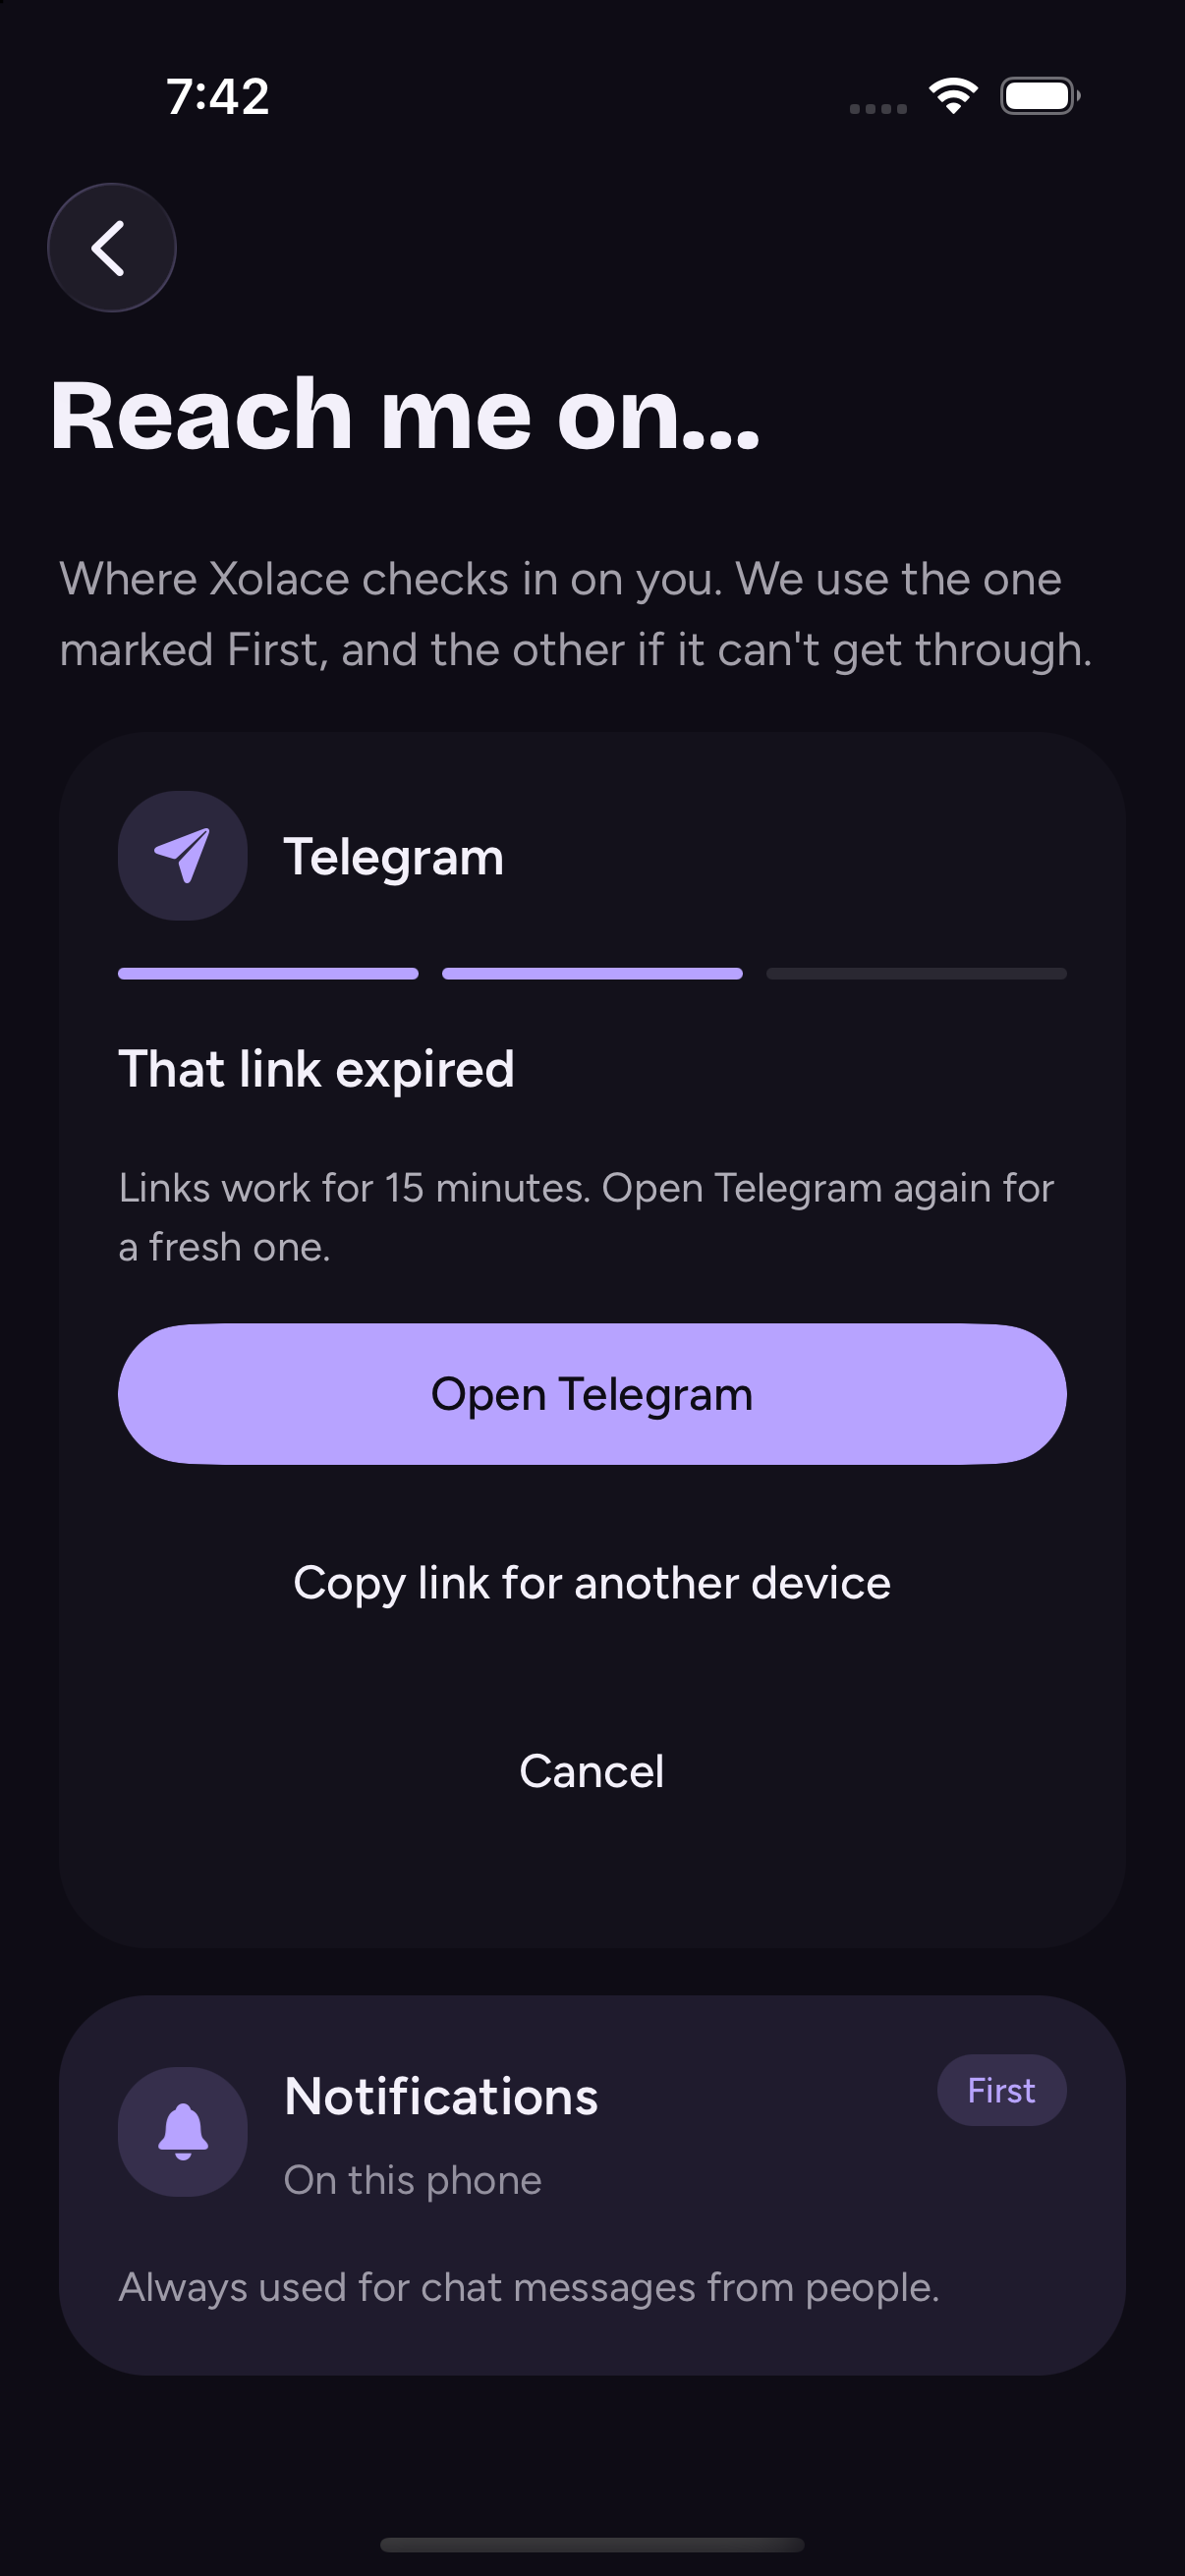 7:42
Reach me on...
Where Xolace checks in on you. We use the one
marked First, and the other if it can't get through.
Telegram
That link expired
Links work for 15 minutes. Open Telegram again for
a fresh one.
Open Telegram
Copy link for another device
Cancel
Notifications
First
On this phone
Always used for chat messages from people.